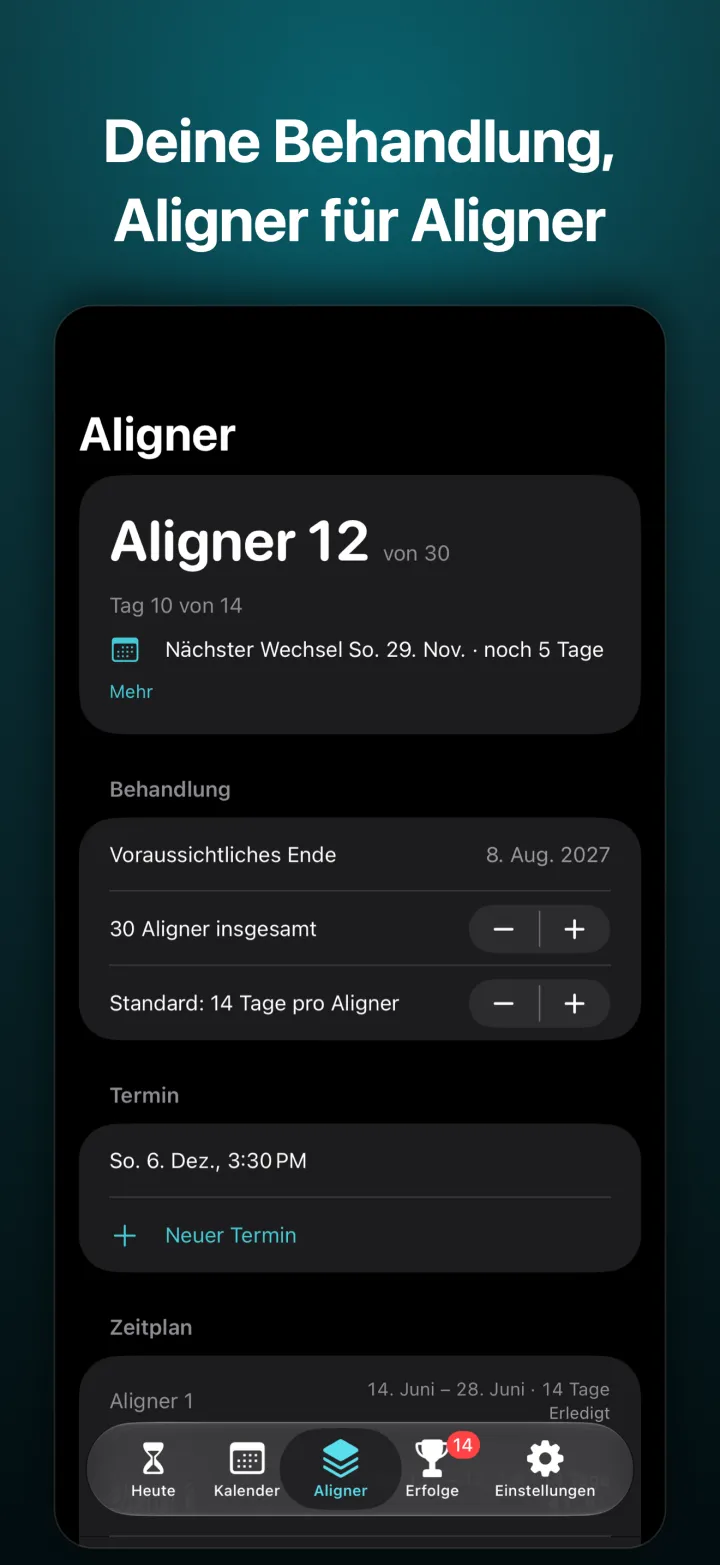 Deine Behandlung,
Aligner für Aligner
Aligner
Aligner 12 von 30
Tag 10 von 14
Nächster Wechsel So. 29. Nov. · noch 5 Tage
Mehr
Behandlung
Voraussichtliches Ende 8. Aug. 2027
30 Aligner insgesamt − +
Standard: 14 Tage pro Aligner − +
Termin
So. 6. Dez., 3:30 PM
+ Neuer Termin
Zeitplan
Aligner 1 14. Juni – 28. Juni · 14 Tage
Erledigt
14
Heute Kalender Aligner Erfolge Einstellungen